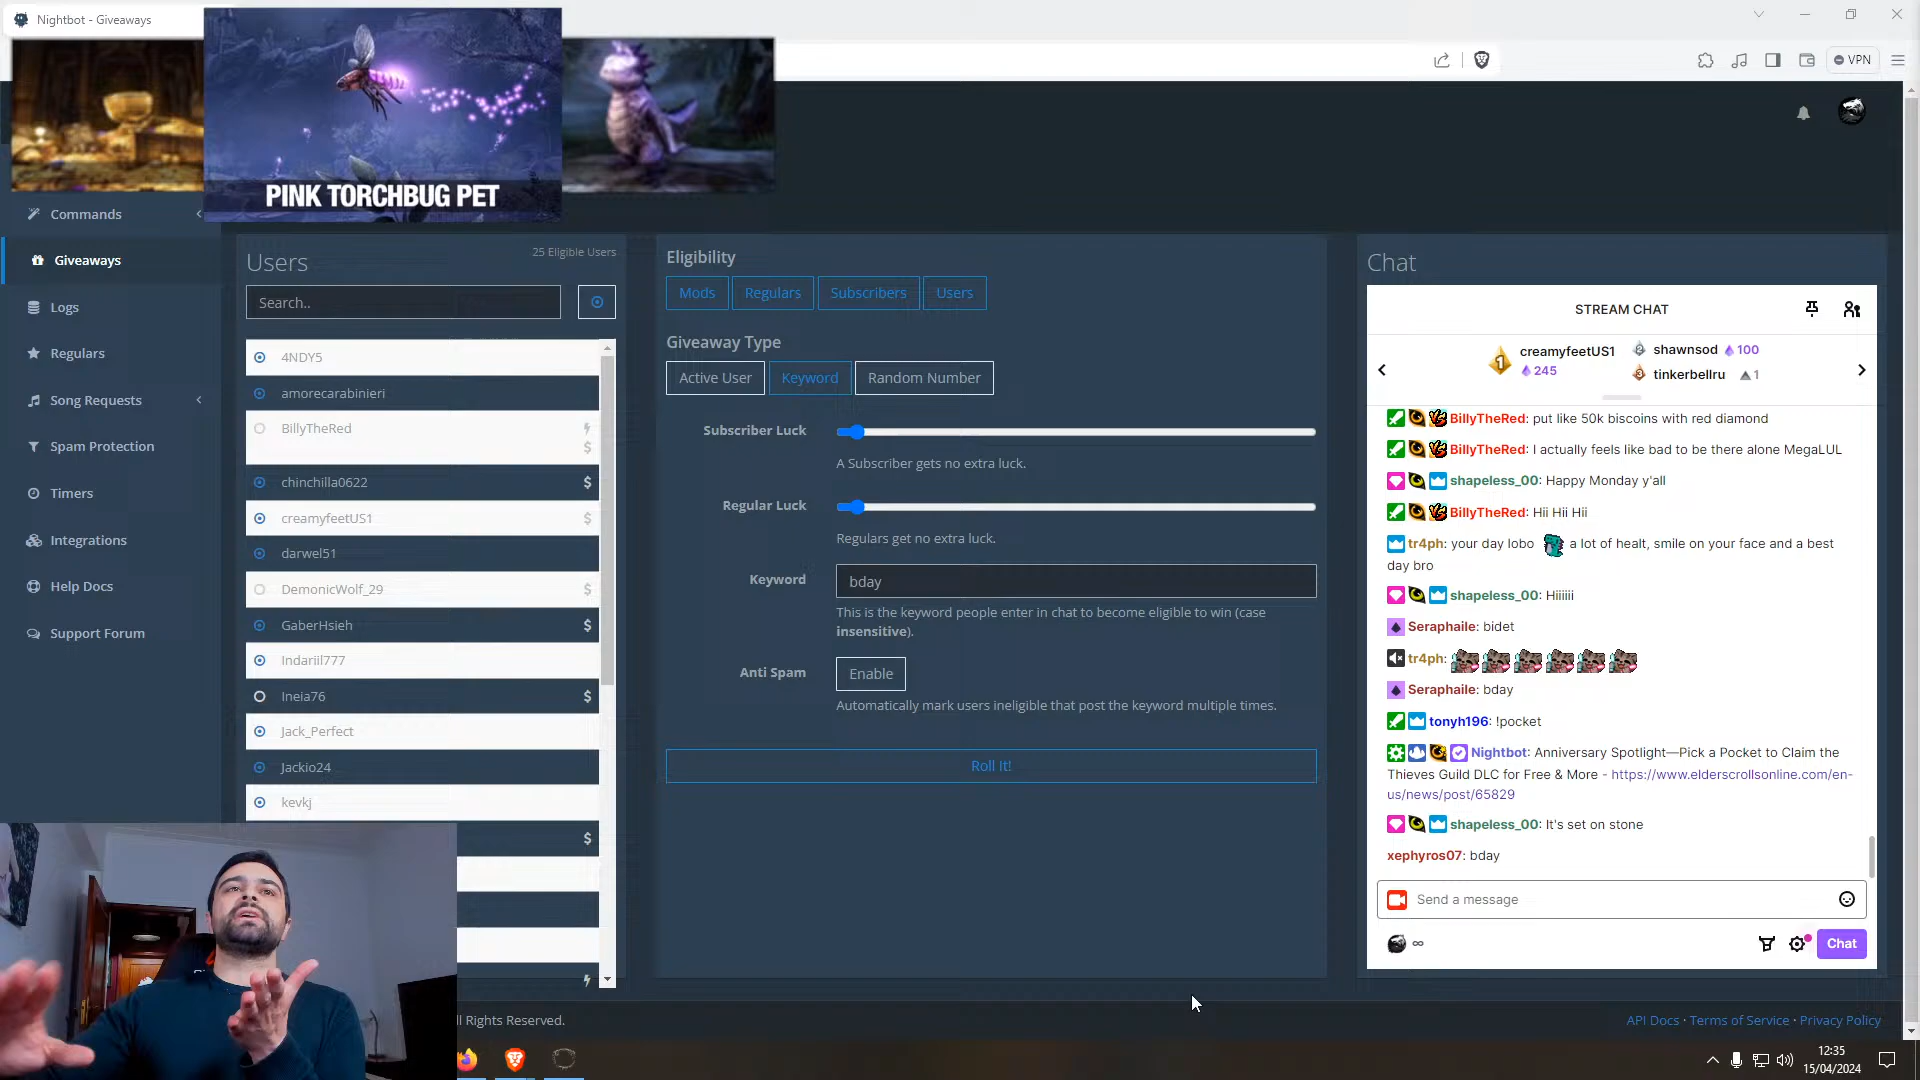 Nightbot - Giveaways
VPN
PINK TORCHBUG PET
Commands
Giveaways
Logs
Regulars
Song Requests
Spam Protection
Timers
Integrations
Help Docs
Support Forum
Users
25 Eligible Users
Search..
4NDY5
amorecarabinieri
BillyTheRed
$
chinchilla0622 $
creamyfeetUS1 $
darwel51
DemonicWolf_29 $
GaberHsieh $
Indariil777
Ineia76 $
Jack_Perfect
Jackio24
kevkj
$
Eligibility
Mods Regulars Subscribers Users
Giveaway Type
Active User Keyword Random Number
Subscriber Luck
A Subscriber gets no extra luck.
Regular Luck
Regulars get no extra luck.
Keyword bday
This is the keyword people enter in chat to become eligible to win (case
insensitive).
Anti Spam Enable
Automatically mark users ineligible that post the keyword multiple times.
Roll It!
Chat
STREAM CHAT
1 creamyfeetUS1 245
2 shawnsod 100
3 tinkerbellru 1
BillyTheRed: put like 50k biscoins with red diamond
BillyTheRed: I actually feels like bad to be there alone MegaLUL
shapeless_00: Happy Monday y'all
BillyTheRed: Hii Hii Hii
tr4ph: your day lobo a lot of healt, smile on your face and a best
day bro
shapeless_00: Hiiiiii
Seraphaile: bidet
tr4ph:
Seraphaile: bday
tonyh196: !pocket
Nightbot: Anniversary Spotlight—Pick a Pocket to Claim the
Thieves Guild DLC for Free & More - https://www.elderscrollsonline.com/en-
us/news/post/65829
shapeless_00: It's set on stone
xephyros07: bday
Send a message
∞
Chat
ll Rights Reserved.
API Docs · Terms of Service · Privacy Policy
12:35
15/04/2024